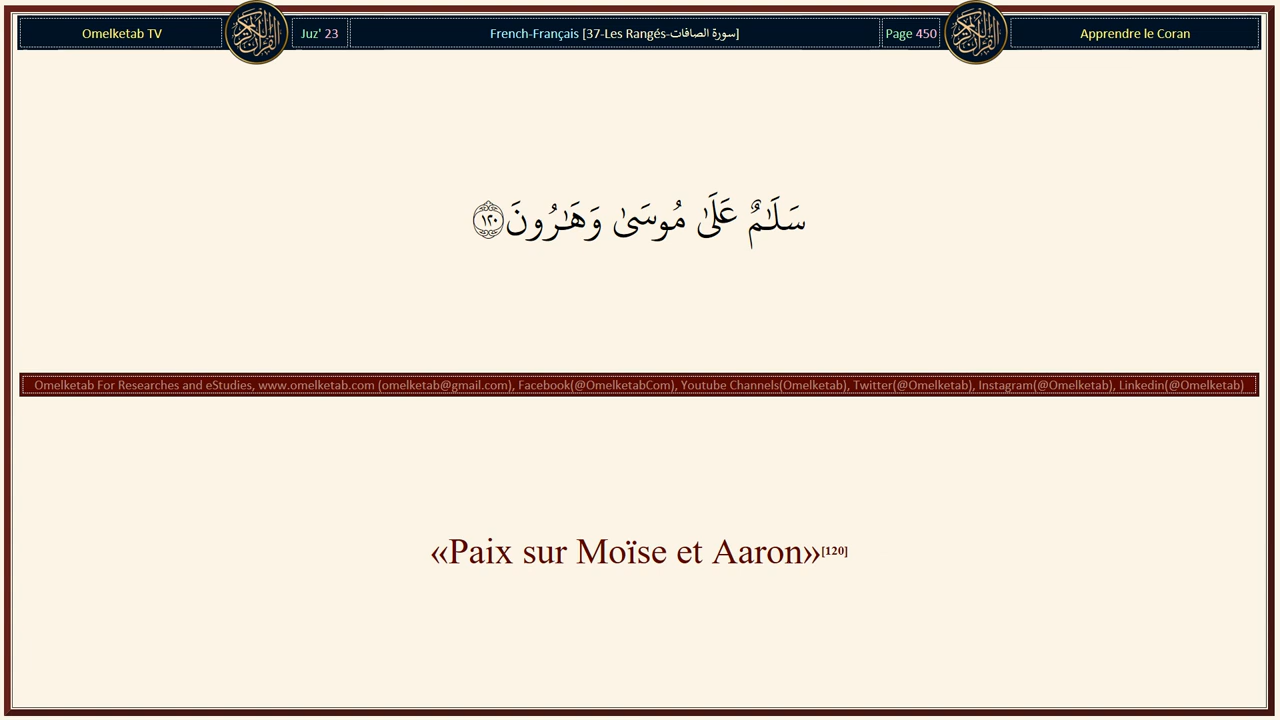 Omelketab TV
Juz' 23
French-Français [37-Les Rangés-سورة الصافات]
Page 450
Apprendre le Coran
سَلَـٰمٌ عَلَىٰ مُوسَىٰ وَهَـٰرُونَ ١٢٠
Omelketab For Researches and eStudies, www.omelketab.com (omelketab@gmail.com), Facebook(@OmelketabCom), Youtube Channels(Omelketab), Twitter(@Omelketab), Instagram(@Omelketab), Linkedin(@Omelketab)
«Paix sur Moïse et Aaron»[120]